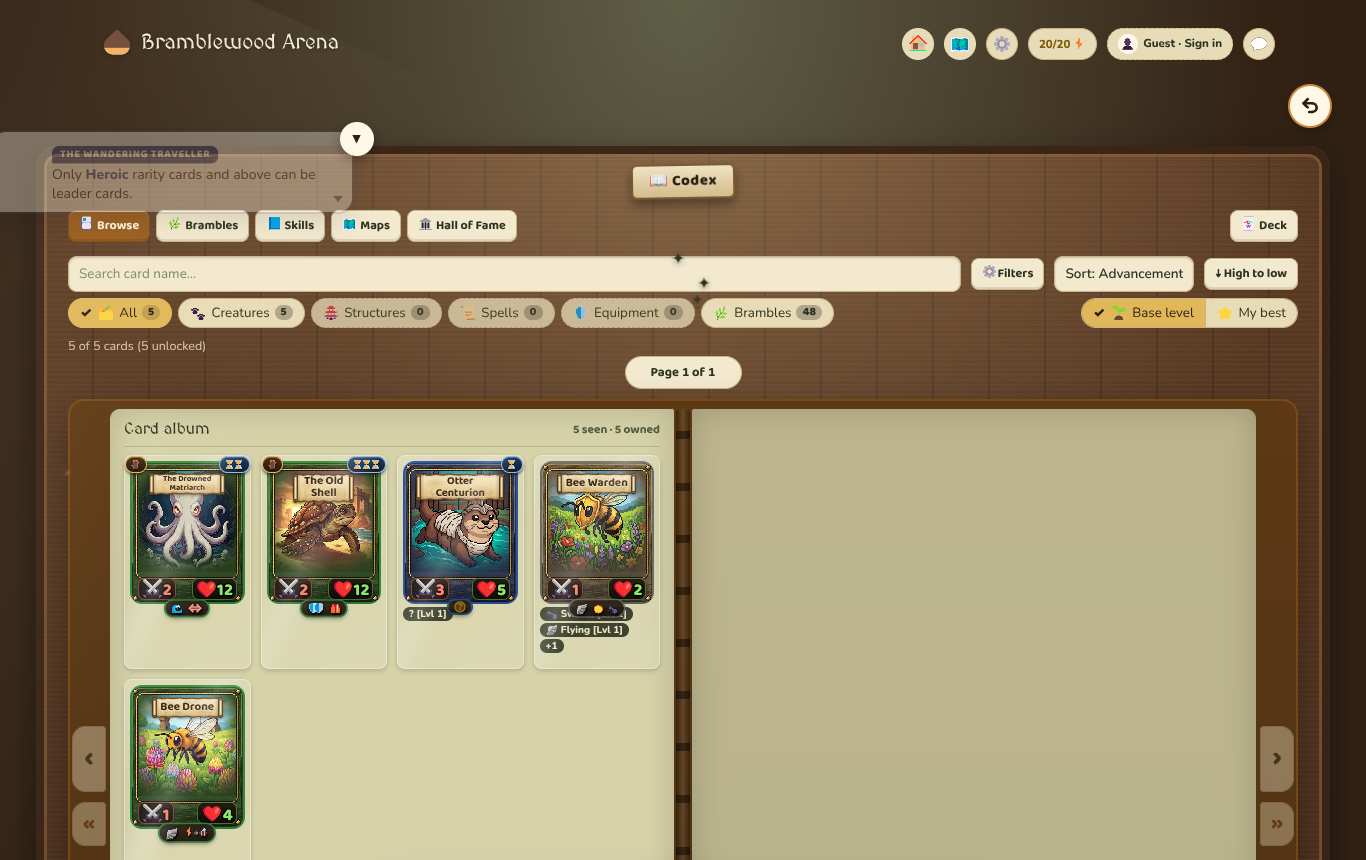 Bramblewood Arena
20/20
Guest · Sign in
THE WANDERING TRAVELLER
Only Heroic rarity cards and above can be
leader cards.
Codex
Browse
Brambles
Skills
Maps
Hall of Fame
Deck
Search card name...
Filters
Sort: Advancement
↓ High to low
All 5
Creatures 5
Structures 0
Spells 0
Equipment 0
Brambles 48
Base level
My best
5 of 5 cards (5 unlocked)
Page 1 of 1
Card album
5 seen · 5 owned
The Drowned
Matriarch
2
12
The Old
Shell
2
12
Otter
Centurion
3
5
? [Lvl 1]
Bee Warden
1
2
Flying [Lvl 1]
+1
Bee Drone
1
4